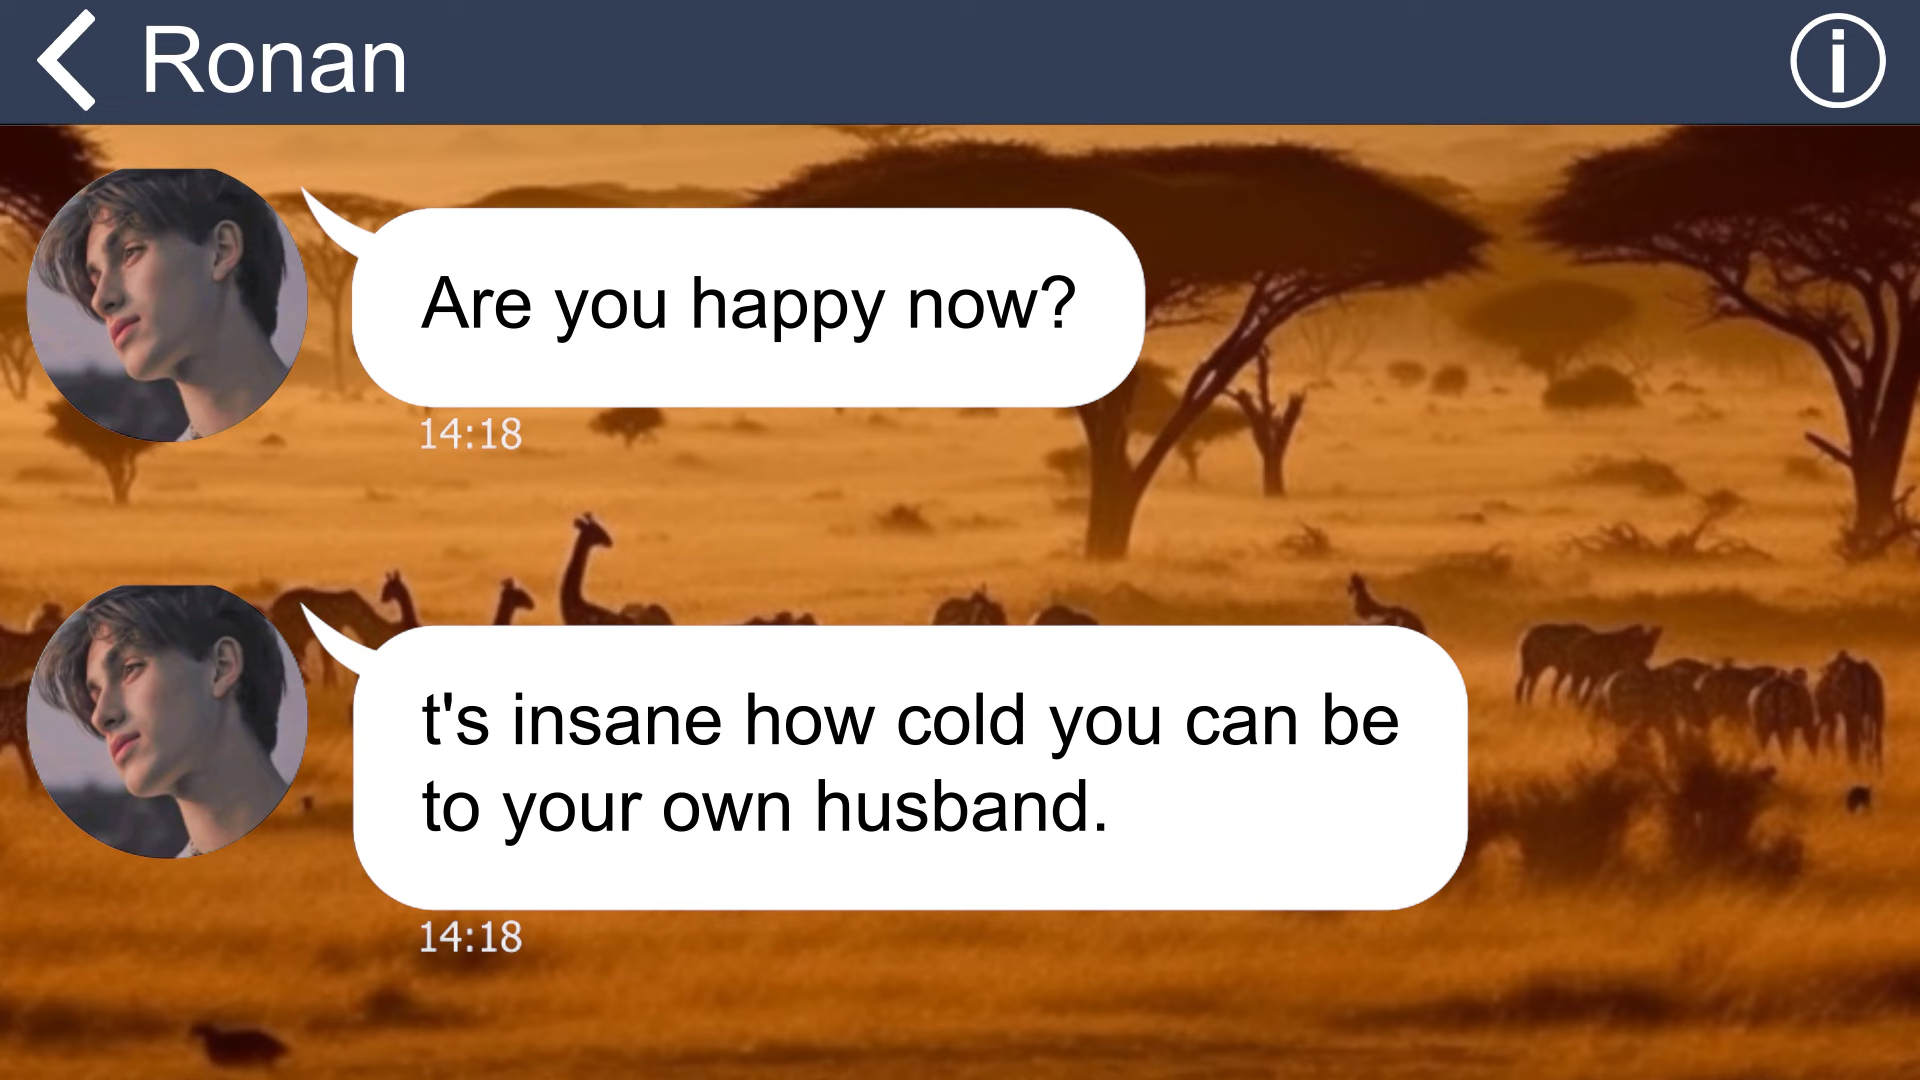 Ronan
Are you happy now?
14:18
t's insane how cold you can be
to your own husband.
14:18